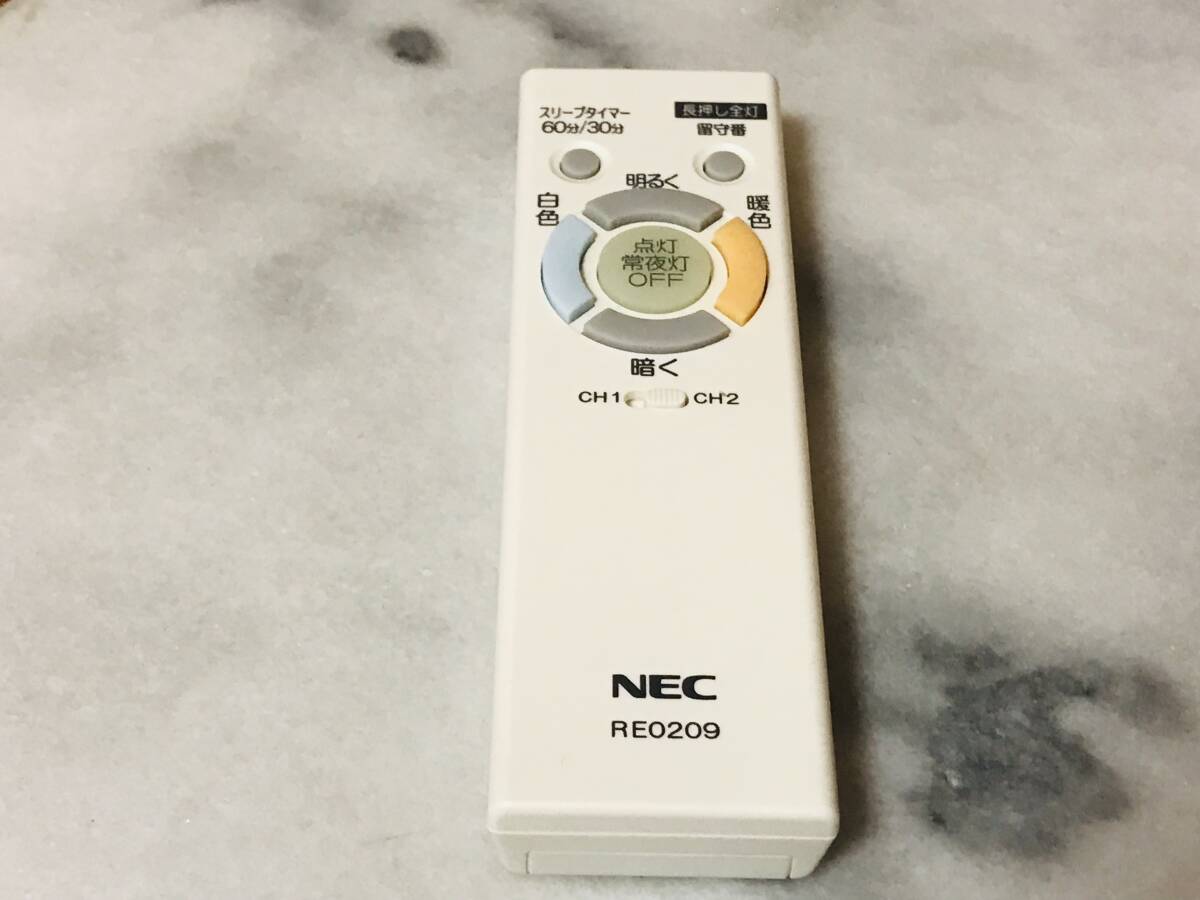 スリープタイマー
60分/30分
長押し全灯
留守番
明るく
白色
暖色
点灯
常夜灯
OFF
暗く
CH1
CH2
NEC
RE0209